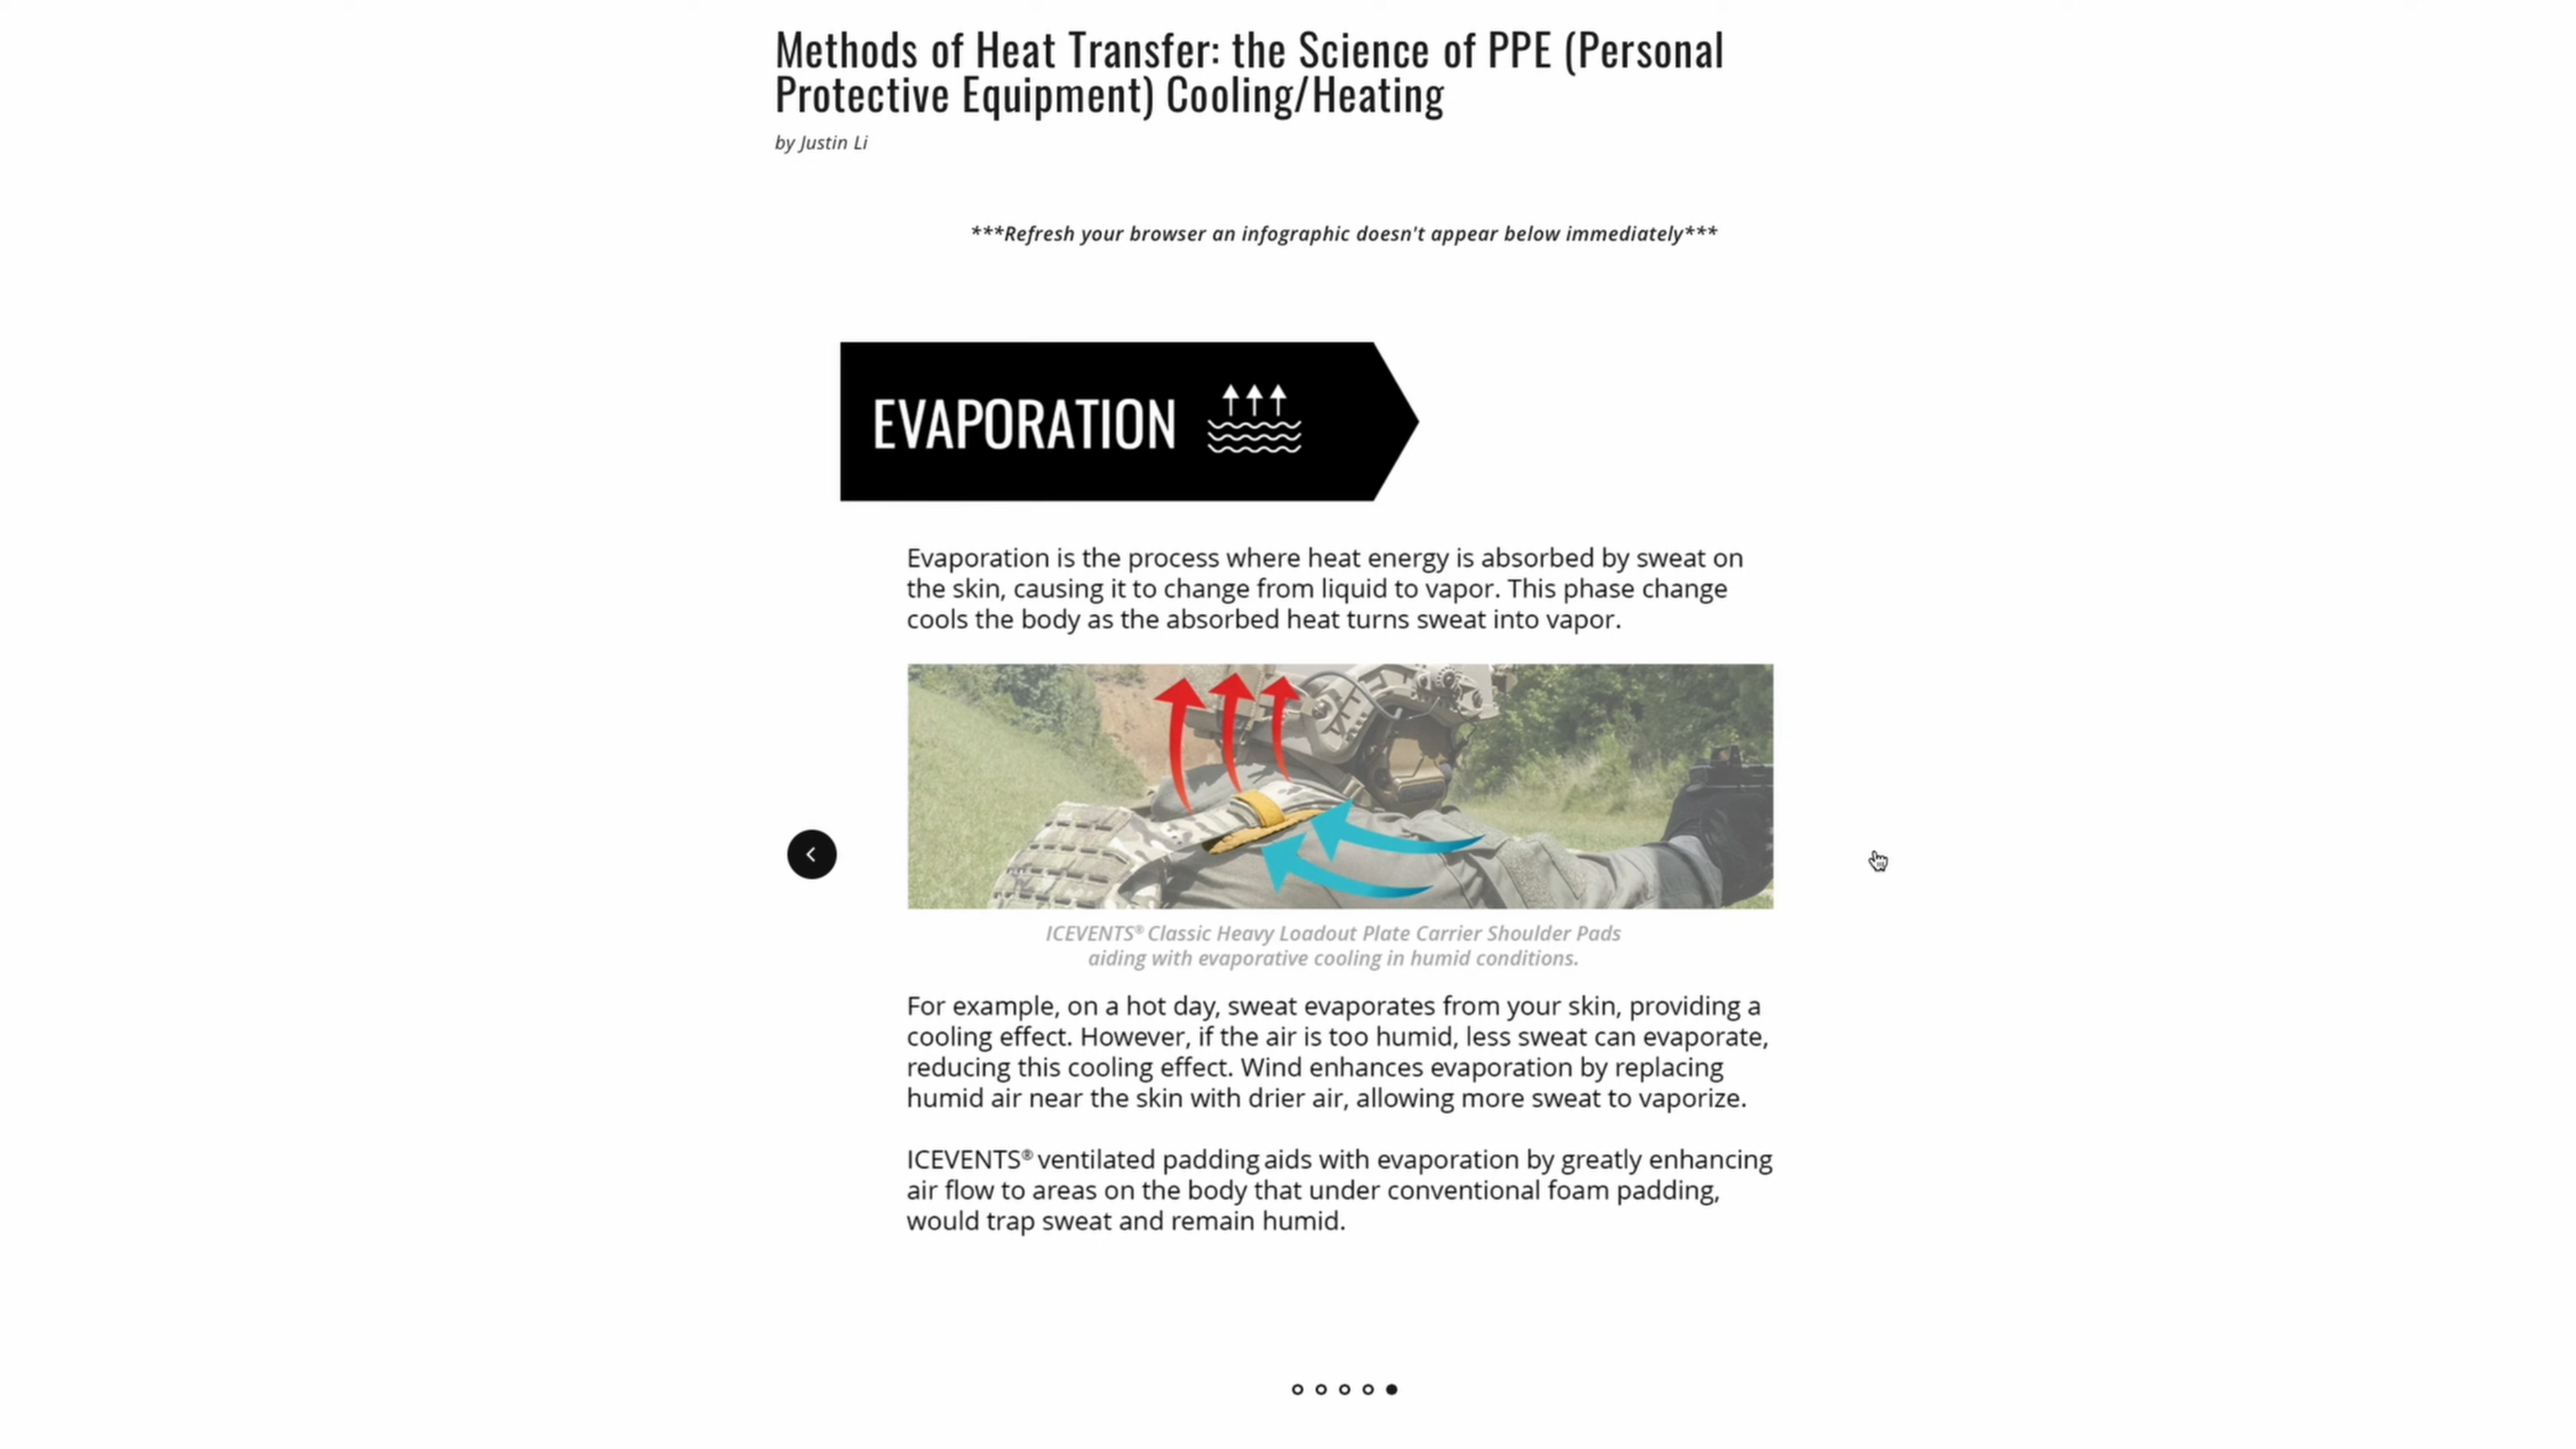 Methods of Heat Transfer: the Science of PPE (Personal
Protective Equipment) Cooling/Heating
by Justin Li
***Refresh your browser an infographic doesn't appear below immediately***
EVAPORATION
Evaporation is the process where heat energy is absorbed by sweat on
the skin, causing it to change from liquid to vapor. This phase change
cools the body as the absorbed heat turns sweat into vapor.
ICEVENTS® Classic Heavy Loadout Plate Carrier Shoulder Pads
aiding with evaporative cooling in humid conditions.
For example, on a hot day, sweat evaporates from your skin, providing a
cooling effect. However, if the air is too humid, less sweat can evaporate,
reducing this cooling effect. Wind enhances evaporation by replacing
humid air near the skin with drier air, allowing more sweat to vaporize.
ICEVENTS® ventilated padding aids with evaporation by greatly enhancing
air flow to areas on the body that under conventional foam padding,
would trap sweat and remain humid.